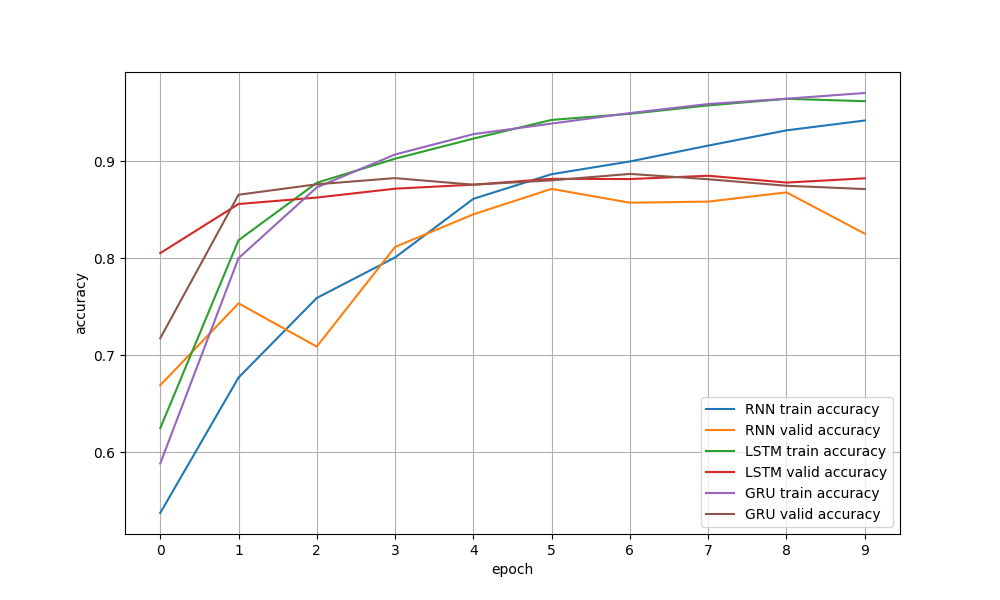 0.9
0.8
0.7
0.6
accuracy
0 1 2 3 4 5 6 7 8 9
epoch
RNN train accuracy
RNN valid accuracy
LSTM train accuracy
LSTM valid accuracy
GRU train accuracy
GRU valid accuracy